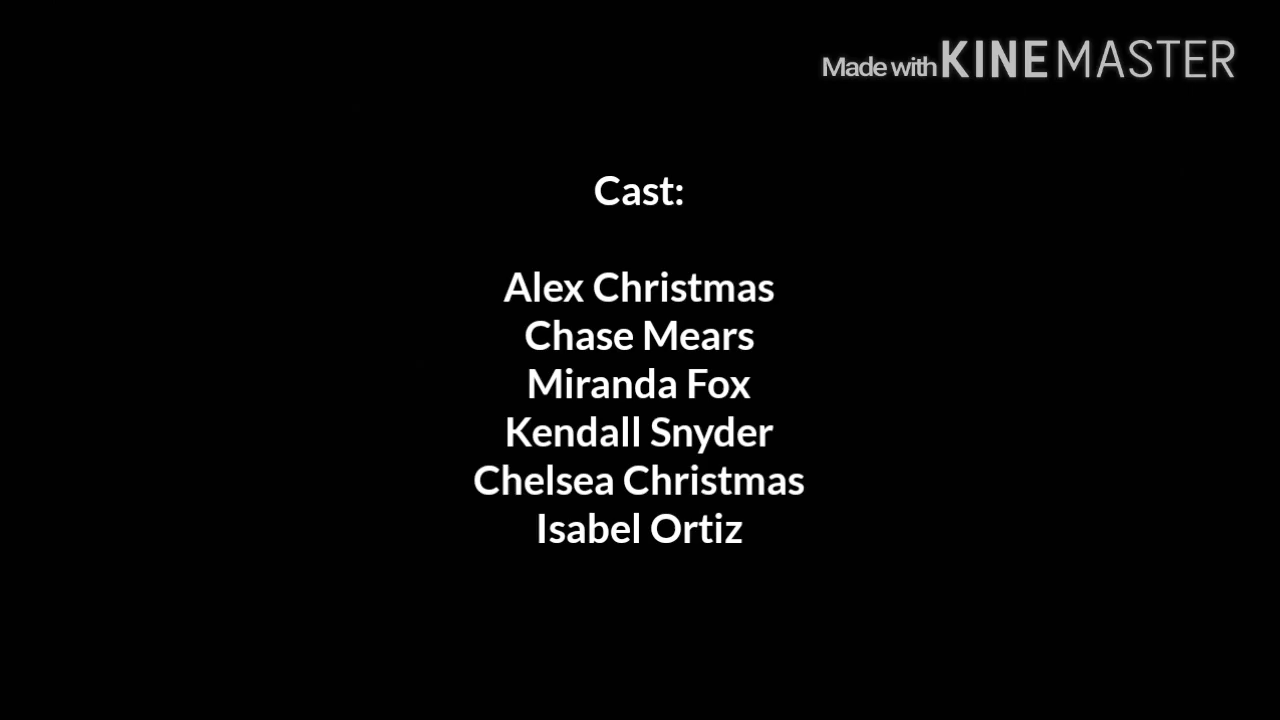 Made with KINEMASTER
Cast:
Alex Christmas
Chase Mears
Miranda Fox
Kendall Snyder
Chelsea Christmas
Isabel Ortiz